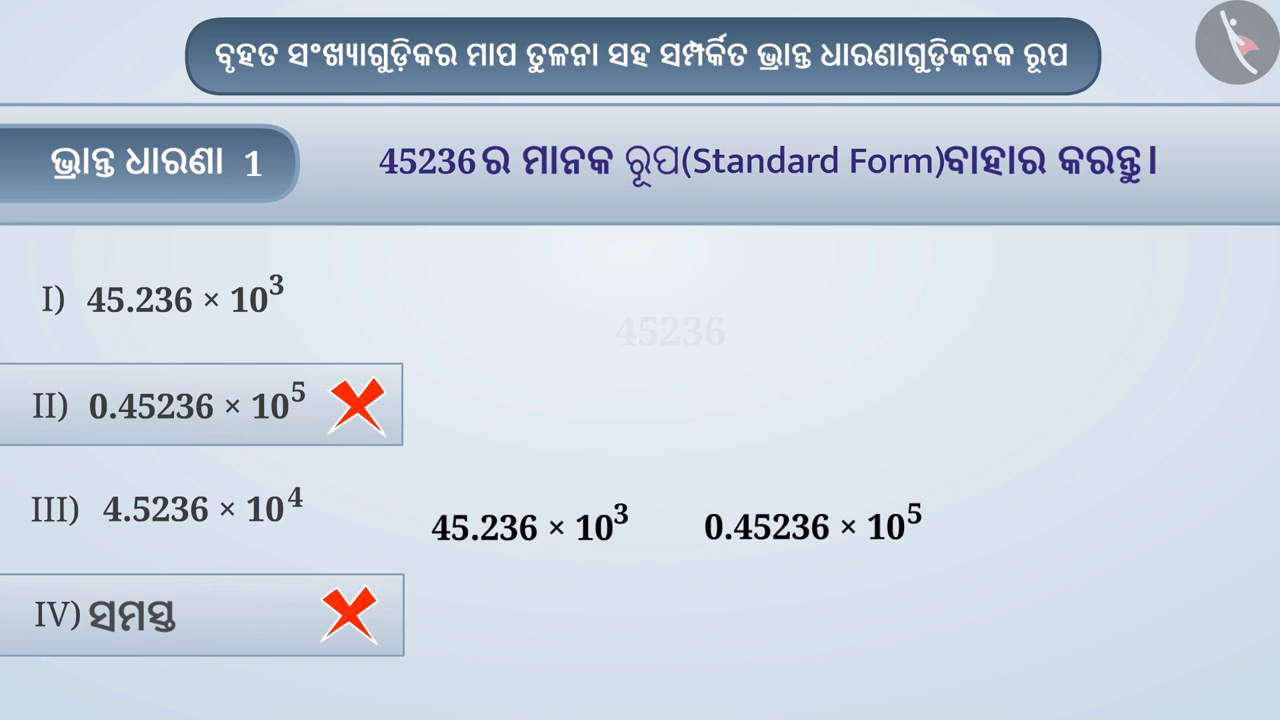 ବୃହତ ସଂଖ୍ୟାଗୁଡ଼ିକର ମାପ ତୁଳନା ସହ ସମ୍ପର୍କିତ ଭ୍ରାନ୍ତ ଧାରଣାଗୁଡ଼ିକନକ ରୂପ
ଭ୍ରାନ୍ତ ଧାରଣା 1
45236 ର ମାନକ ରୂପ(Standard Form)ବାହାର କରନ୍ତୁ।
I) 45.236 × 10³
45236
II) 0.45236 × 10⁵
III) 4.5236 × 10⁴
45.236 × 10³ 0.45236 × 10⁵
IV) ସମସ୍ତ